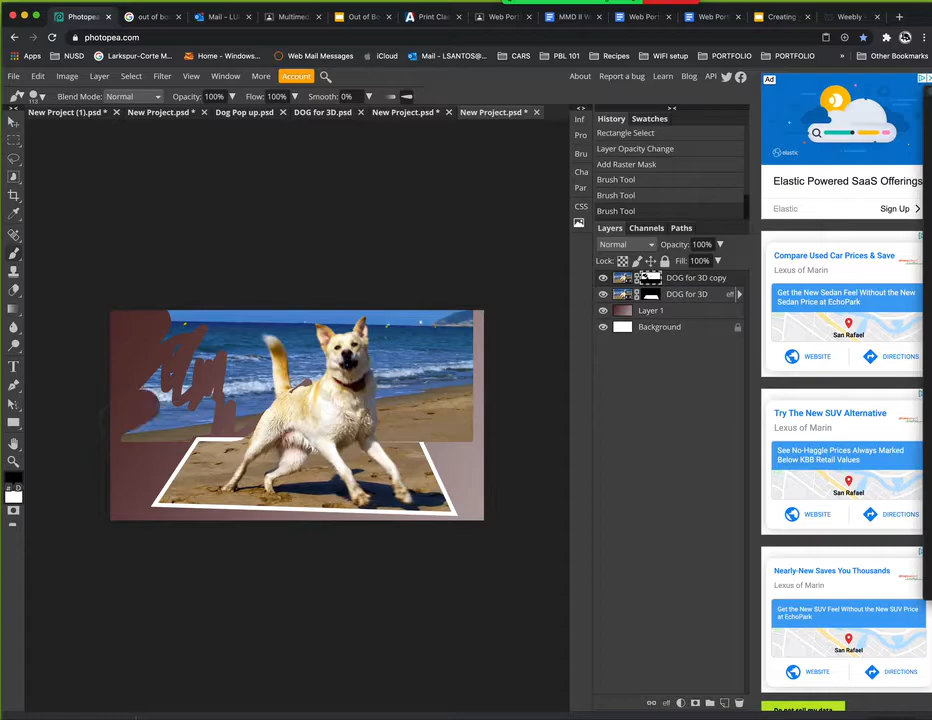 Photopea
out of bo
Mail - LU
Multimed
Out of B
Print Cla
Web Port
MMD II W
Web Port
Web Port
Creating
Weebly
photopea.com
Apps
NUSD
Larkspur-Corte M...
Home - Windows...
Web Mail Messages
iCloud
Mail - LSANTOS@...
CARS
PBL 101
Recipes
WIFI setup
PORTFOLIO
PORTFOLIO
Other Bookmarks
File Edit Image Layer Select Filter View Window More Account
About Report a bug Learn Blog API
113
Blend Mode: Normal Opacity: 100% Flow: 100% Smooth: 0%
New Project (1).psd *
New Project.psd *
Dog Pop up.psd
DOG for 3D.psd
New Project.psd *
New Project.psd *
Inf
Pro
Bru
Cha
Par
CSS
History Swatches
Rectangle Select
Layer Opacity Change
Add Raster Mask
Brush Tool
Brush Tool
Brush Tool
Layers Channels Paths
Normal Opacity: 100%
Lock: Fill: 100%
DOG for 3D copy
DOG for 3D eff
Layer 1
Background
D
eff
Ad
elastic
Elastic Powered SaaS Offerings
Elastic Sign Up
Compare Used Car Prices & Save
Lexus of Marin
Get the New Sedan Feel Without the New
Sedan Price at EchoPark
San Rafael
WEBSITE DIRECTIONS
Try The New SUV Alternative
Lexus of Marin
See No-Haggle Prices Always Marked
Below KBB Retail Values
San Rafael
WEBSITE DIRECTIONS
Nearly-New Saves You Thousands
Lexus of Marin
Get the New SUV Feel Without the New SUV Price
at EchoPark
San Rafael
WEBSITE DIRECTIONS
Do not sell my data